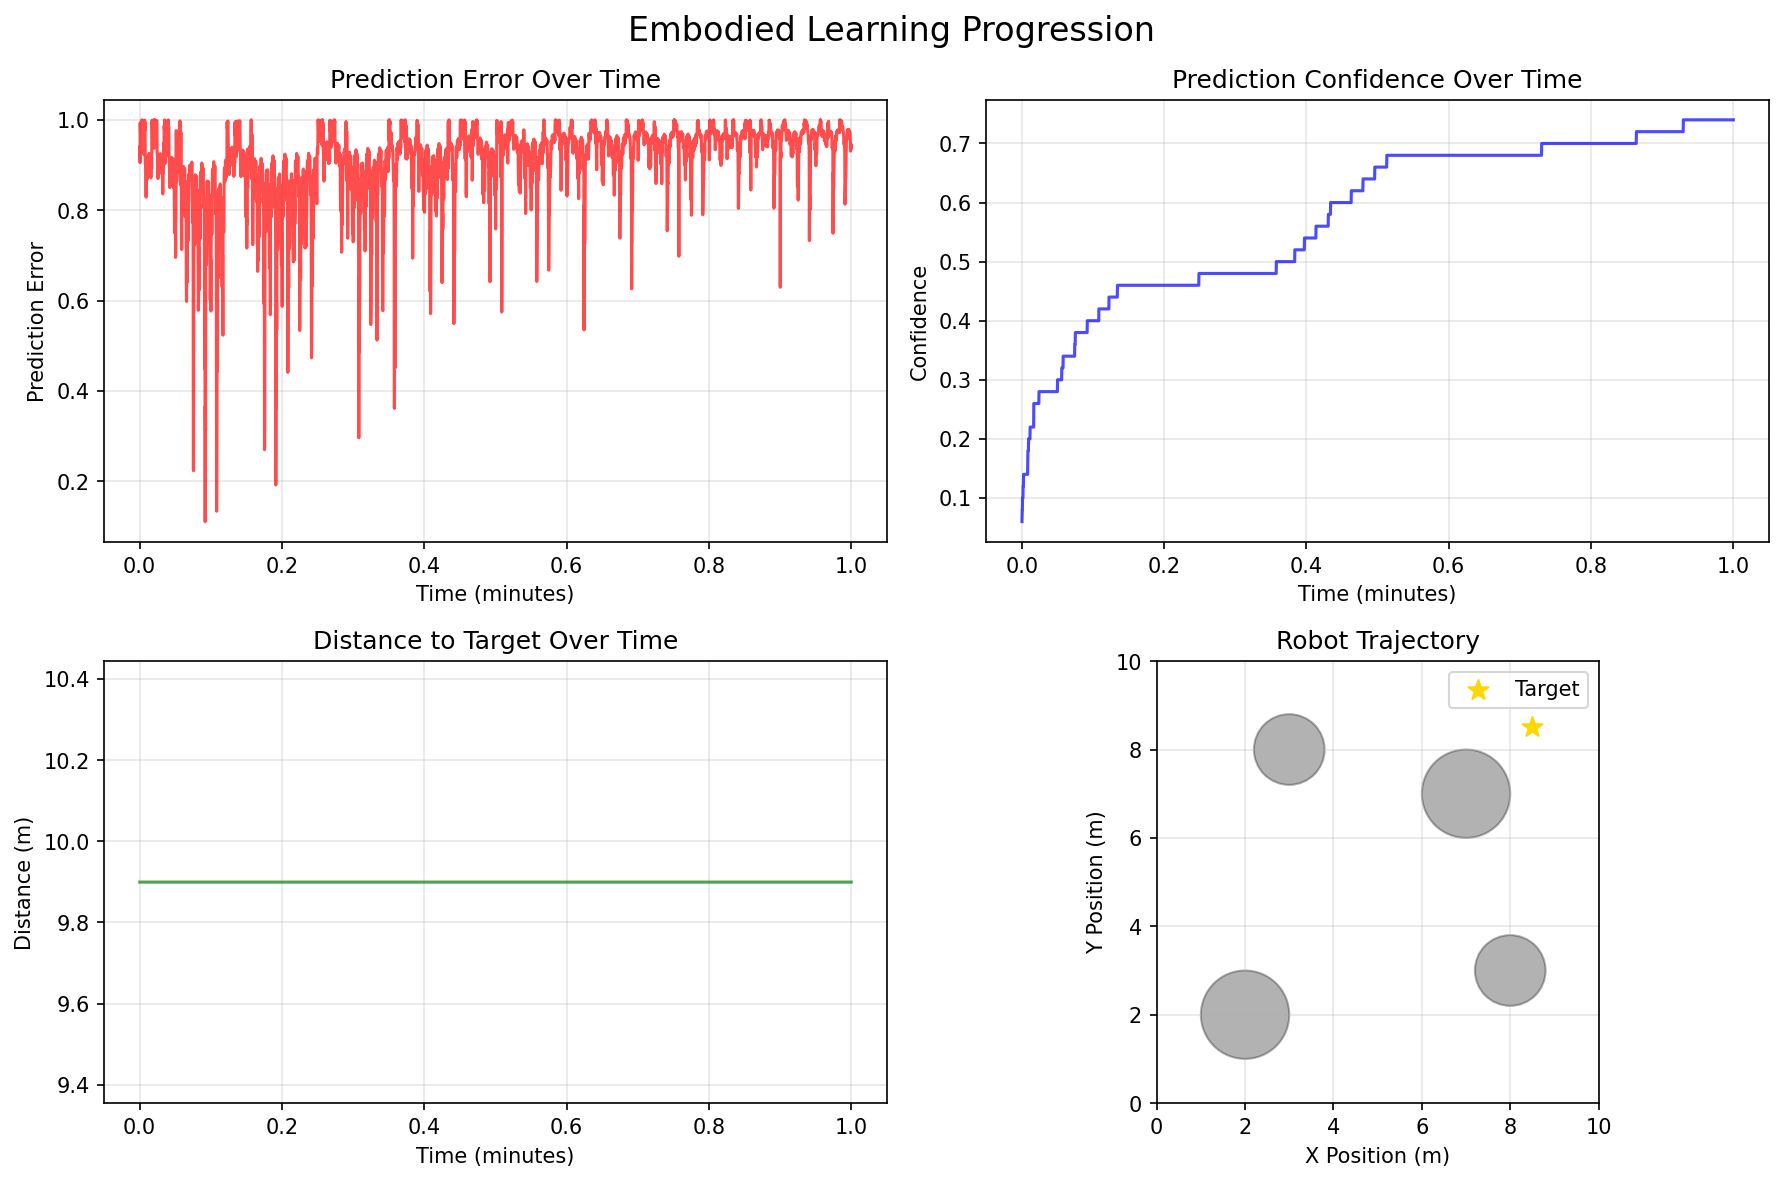 Embodied Learning Progression
Prediction Error Over Time
Prediction Error
1.0
0.8
0.6
0.4
0.2
0.0 0.2 0.4 0.6 0.8 1.0
Time (minutes)
Prediction Confidence Over Time
Confidence
0.7
0.6
0.5
0.4
0.3
0.2
0.1
0.0 0.2 0.4 0.6 0.8 1.0
Time (minutes)
Distance to Target Over Time
Distance (m)
10.4
10.2
10.0
9.8
9.6
9.4
0.0 0.2 0.4 0.6 0.8 1.0
Time (minutes)
Robot Trajectory
Target
Y Position (m)
10
8
6
4
2
0
0 2 4 6 8 10
X Position (m)